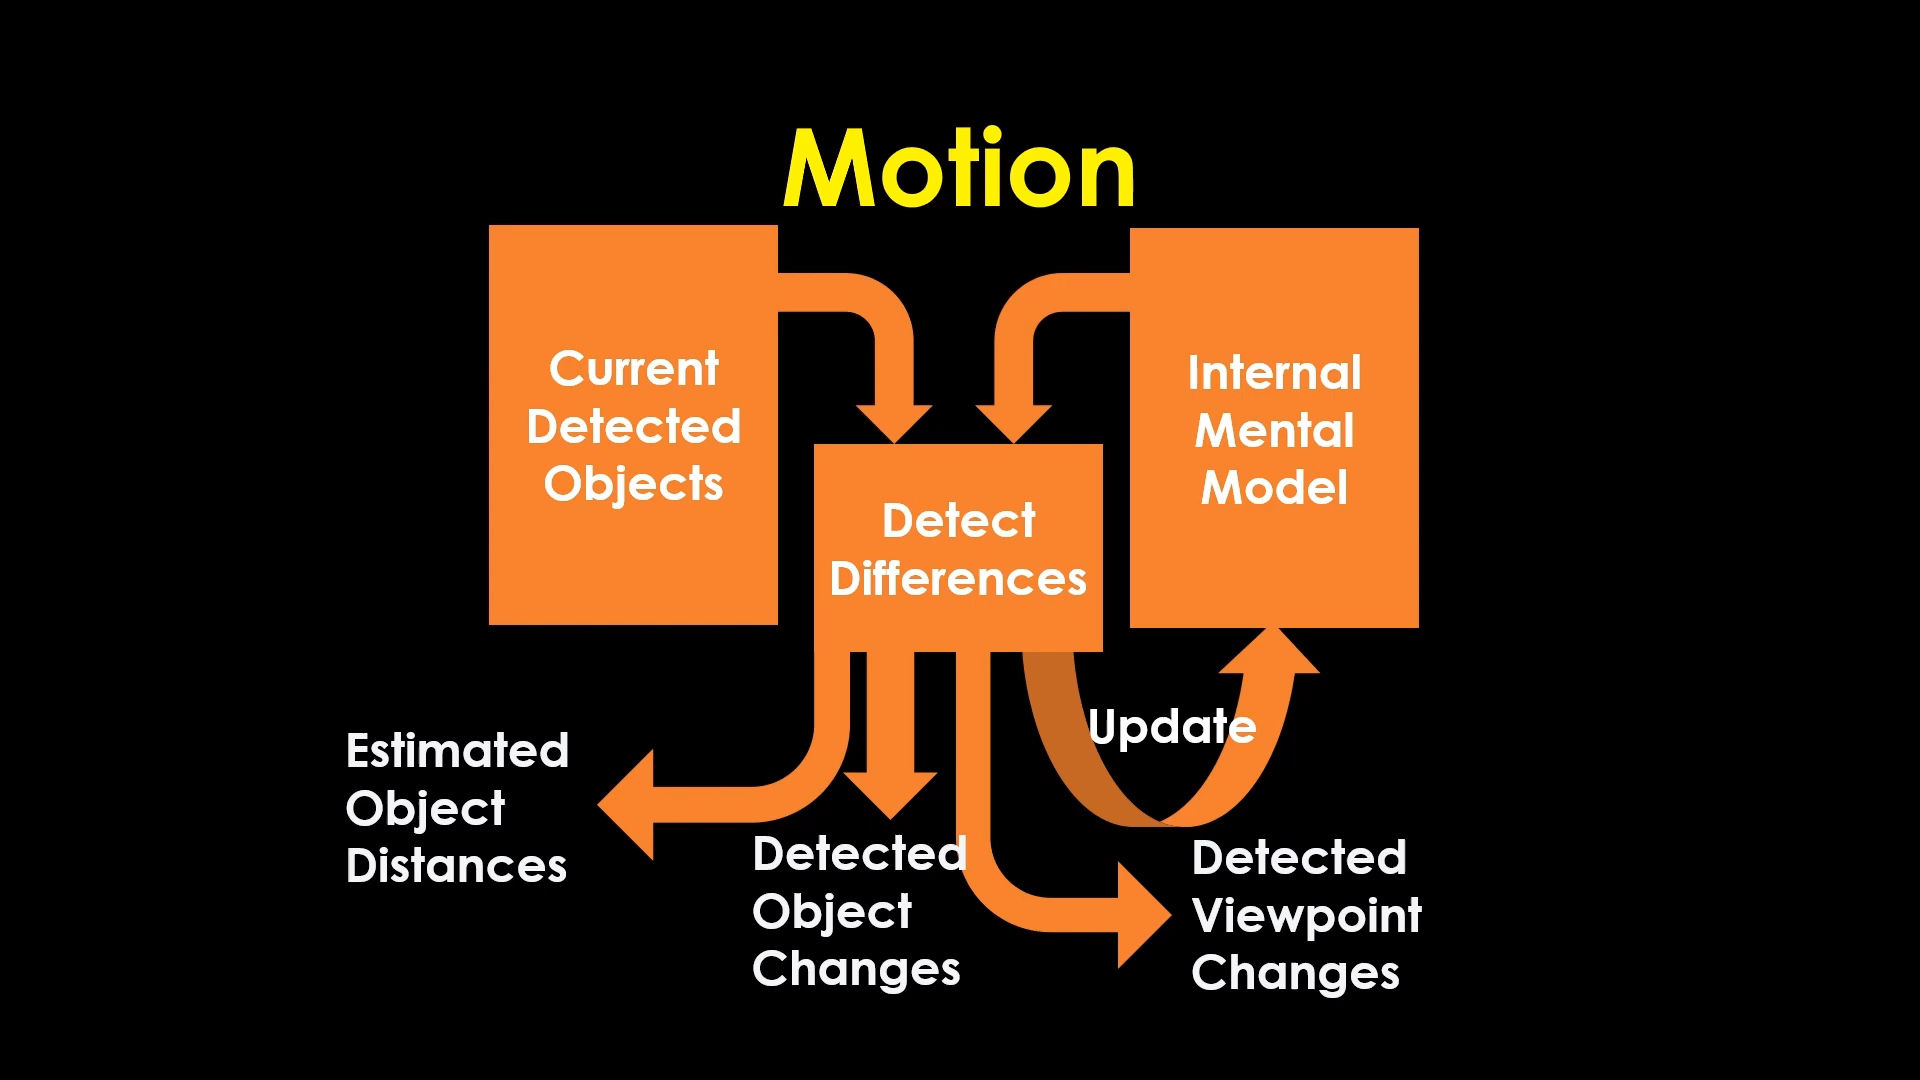 Motion
Current
Detected
Objects
Internal
Mental
Model
Detect
Differences
Update
Estimated
Object
Distances
Detected
Object
Changes
Detected
Viewpoint
Changes